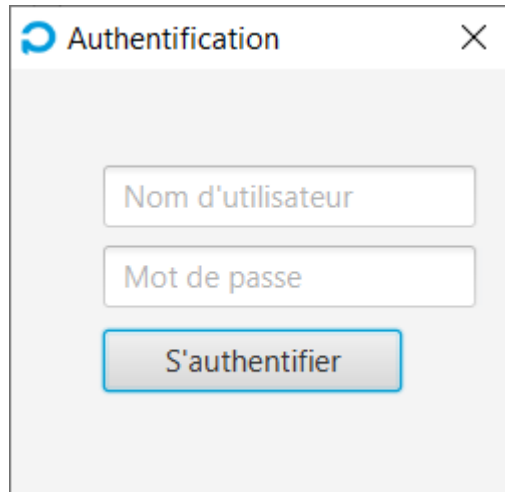 Authentification
Nom d'utilisateur
Mot de passe
S'authentifier